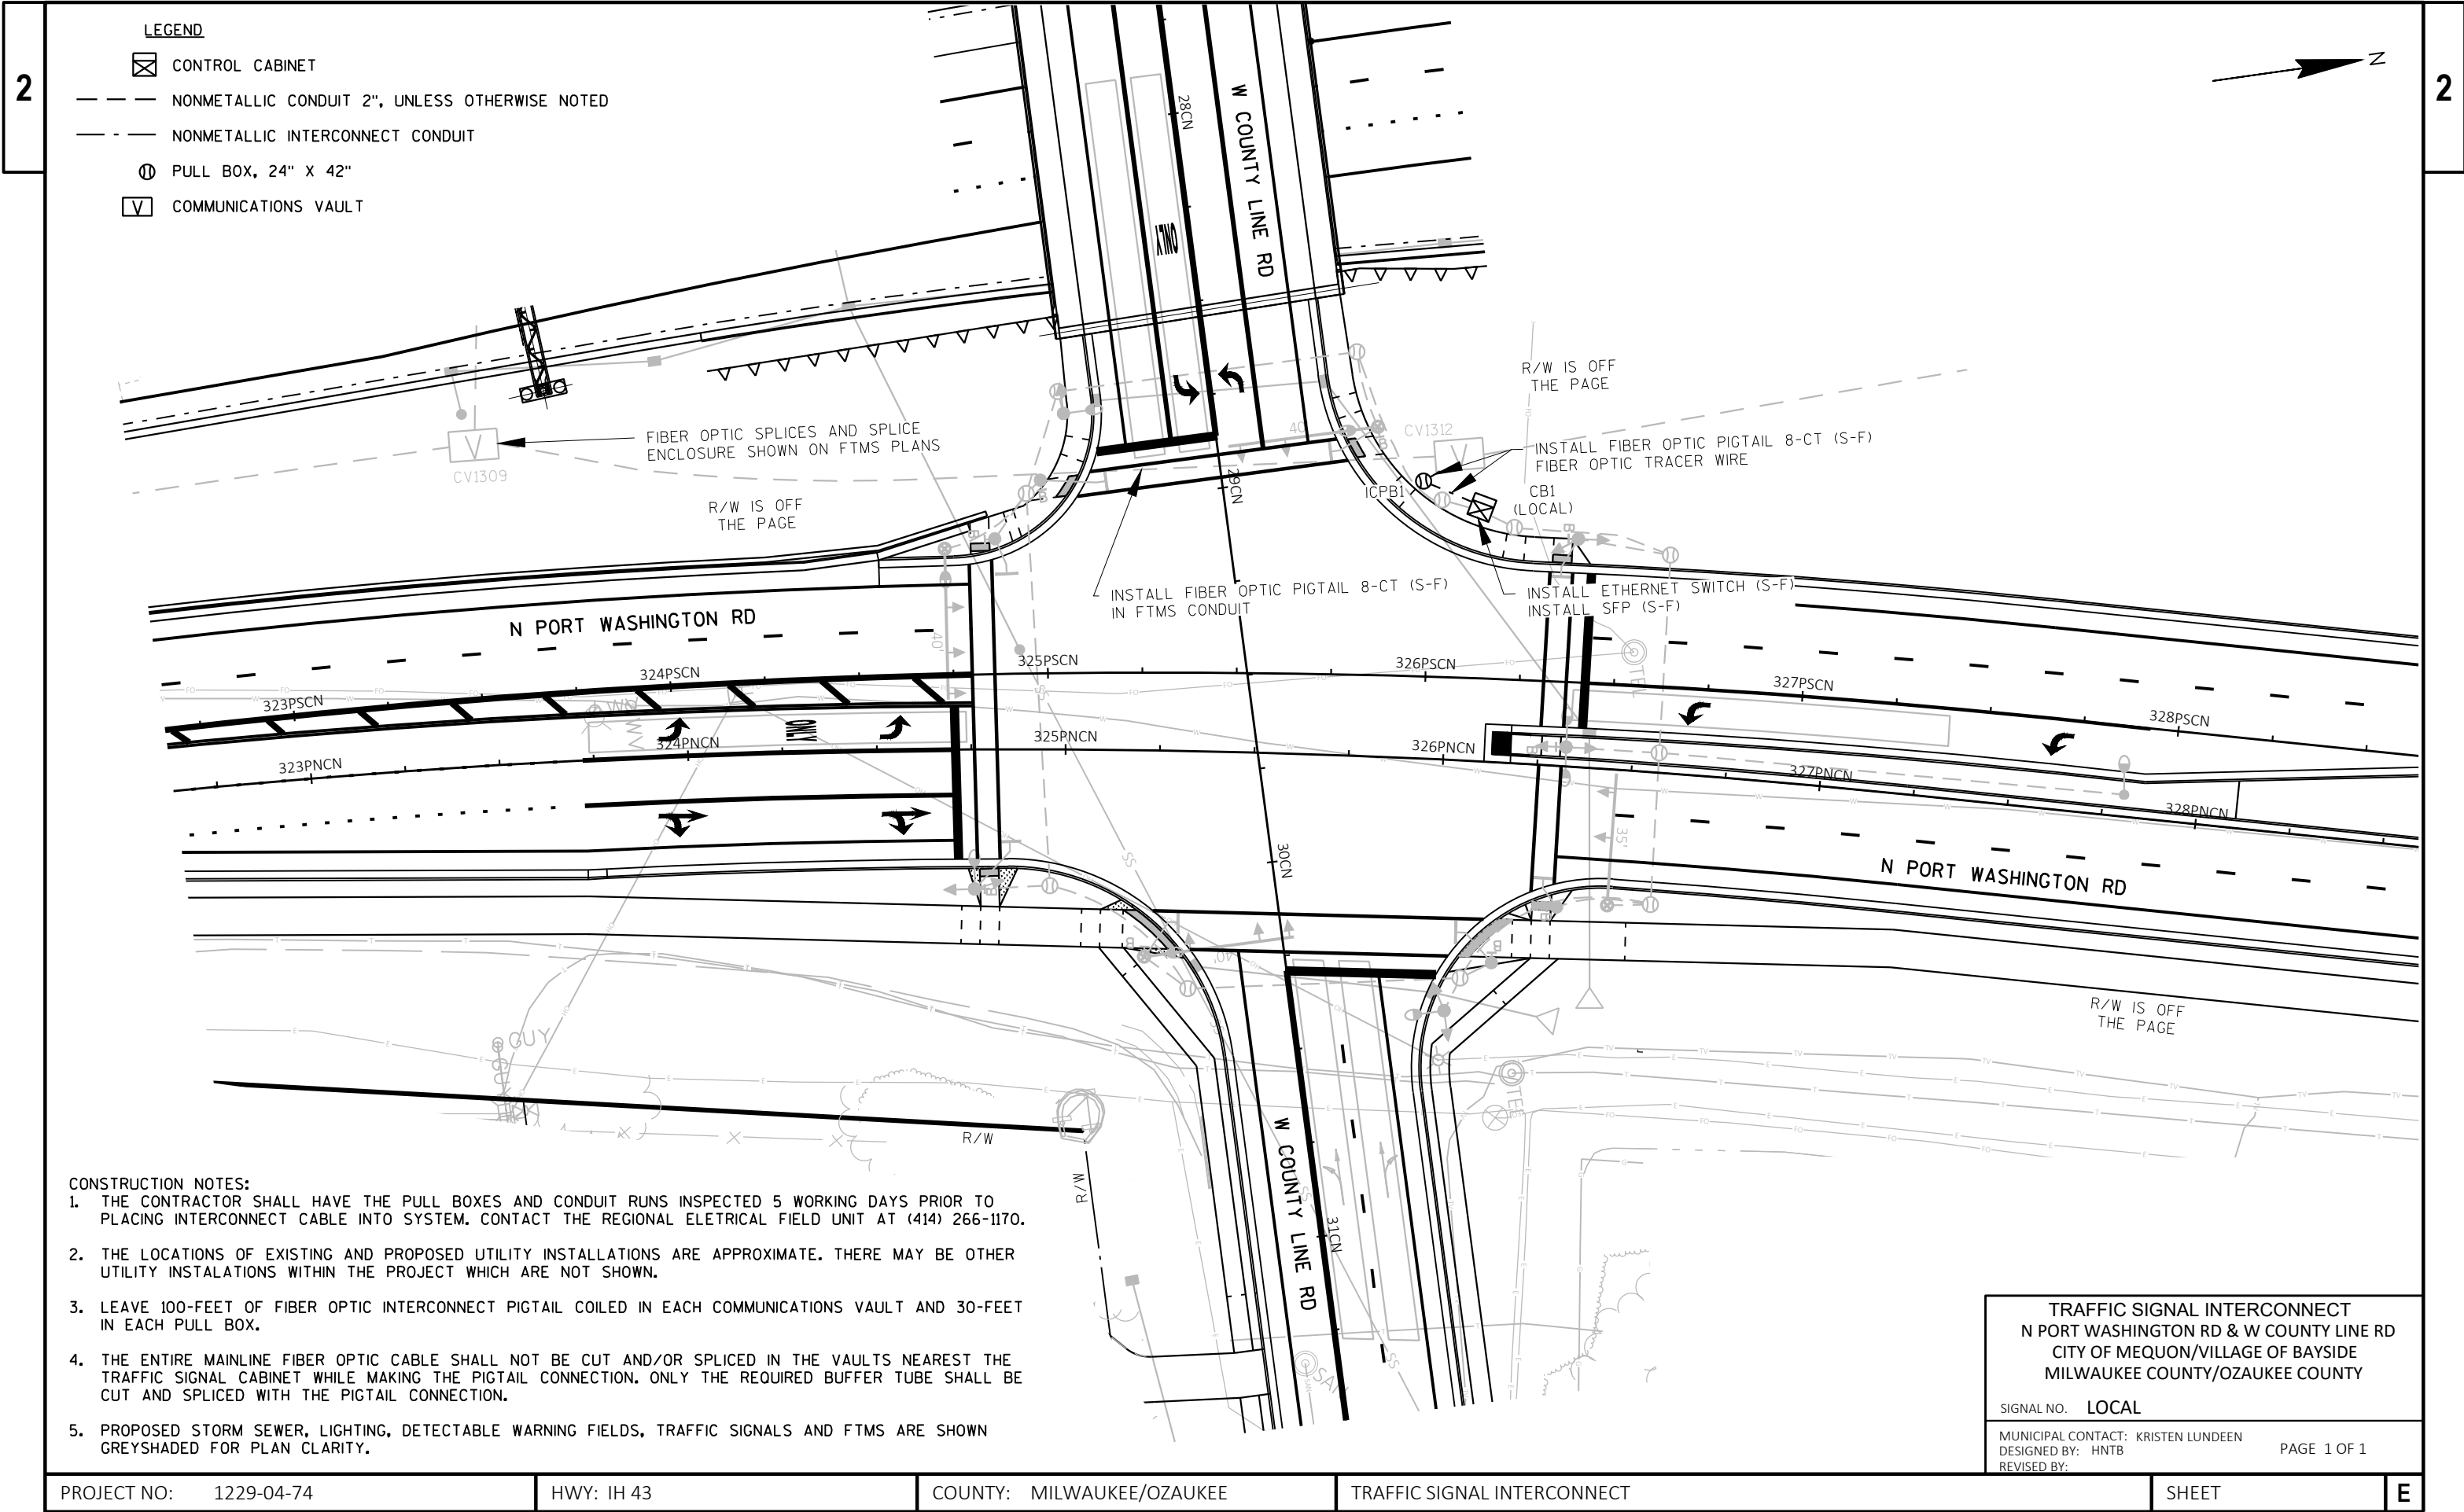 2
2
LEGEND
CONTROL CABINET
NONMETALLIC CONDUIT 2", UNLESS OTHERWISE NOTED
NONMETALLIC INTERCONNECT CONDUIT
PULL BOX, 24" X 42"
V COMMUNICATIONS VAULT
N
28CN
W COUNTY LINE RD
ONLY
R/W IS OFF
THE PAGE
FIBER OPTIC SPLICES AND SPLICE
ENCLOSURE SHOWN ON FTMS PLANS
V
CV1309
40'
CV1312
V
INSTALL FIBER OPTIC PIGTAIL 8-CT (S-F)
FIBER OPTIC TRACER WIRE
R/W IS OFF
THE PAGE
29CN
ICPB1
CB1
(LOCAL)
INSTALL FIBER OPTIC PIGTAIL 8-CT (S-F)
IN FTMS CONDUIT
INSTALL ETHERNET SWITCH (S-F)
INSTALL SFP (S-F)
N PORT WASHINGTON RD
40'
TEL
323PSCN
324PSCN
325PSCN
326PSCN
327PSCN
328PSCN
ONLY
323PNCN
324PNCN
325PNCN
326PNCN
327PNCN
328PNCN
35'
30CN
N PORT WASHINGTON RD
SS
40'
R/W IS OFF
THE PAGE
GUY
GUY
TEL
R/W
R/W
W COUNTY LINE RD
31CN
SS
SAN
CONSTRUCTION NOTES:
1. THE CONTRACTOR SHALL HAVE THE PULL BOXES AND CONDUIT RUNS INSPECTED 5 WORKING DAYS PRIOR TO
PLACING INTERCONNECT CABLE INTO SYSTEM. CONTACT THE REGIONAL ELETRICAL FIELD UNIT AT (414) 266-1170.
2. THE LOCATIONS OF EXISTING AND PROPOSED UTILITY INSTALLATIONS ARE APPROXIMATE. THERE MAY BE OTHER
UTILITY INSTALATIONS WITHIN THE PROJECT WHICH ARE NOT SHOWN.
3. LEAVE 100-FEET OF FIBER OPTIC INTERCONNECT PIGTAIL COILED IN EACH COMMUNICATIONS VAULT AND 30-FEET
IN EACH PULL BOX.
4. THE ENTIRE MAINLINE FIBER OPTIC CABLE SHALL NOT BE CUT AND/OR SPLICED IN THE VAULTS NEAREST THE
TRAFFIC SIGNAL CABINET WHILE MAKING THE PIGTAIL CONNECTION. ONLY THE REQUIRED BUFFER TUBE SHALL BE
CUT AND SPLICED WITH THE PIGTAIL CONNECTION.
5. PROPOSED STORM SEWER, LIGHTING, DETECTABLE WARNING FIELDS, TRAFFIC SIGNALS AND FTMS ARE SHOWN
GREYSHADED FOR PLAN CLARITY.
TRAFFIC SIGNAL INTERCONNECT
N PORT WASHINGTON RD & W COUNTY LINE RD
CITY OF MEQUON/VILLAGE OF BAYSIDE
MILWAUKEE COUNTY/OZAUKEE COUNTY
SIGNAL NO. LOCAL
MUNICIPAL CONTACT: KRISTEN LUNDEEN
DESIGNED BY: HNTB PAGE 1 OF 1
REVISED BY:
PROJECT NO: 1229-04-74
HWY: IH 43
COUNTY: MILWAUKEE/OZAUKEE
TRAFFIC SIGNAL INTERCONNECT
SHEET
E